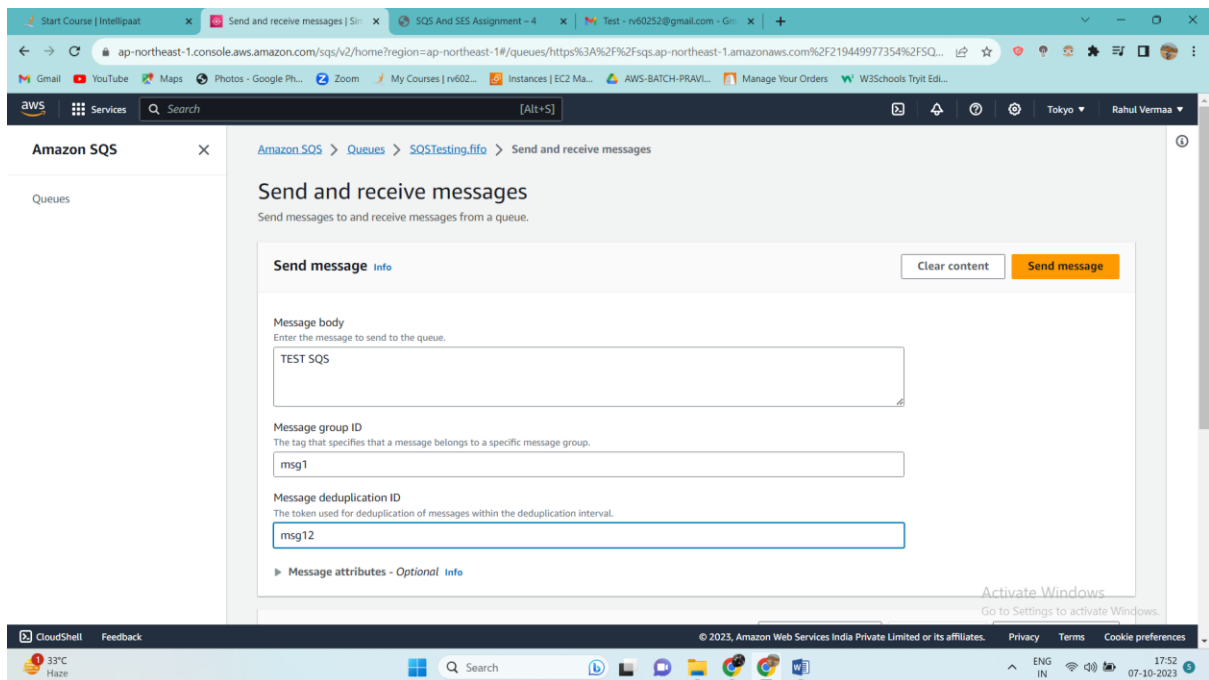 Start Course | Intellipaat
Send and receive messages | Sim
SQS And SES Assignment – 4
Test - rv60252@gmail.com - Gm
ap-northeast-1.console.aws.amazon.com/sqs/v2/home?region=ap-northeast-1#/queues/https%3A%2F%2Fsqs.ap-northeast-1.amazonaws.com%2F219449977354%2FSQ...
Gmail YouTube Maps Photos - Google Ph... Zoom My Courses | rv602... Instances | EC2 Ma... AWS-BATCH-PRAVI... Manage Your Orders W3Schools Tryit Edi...
aws Services Search [Alt+S] Tokyo Rahul Vermaa
Amazon SQS
Queues
Amazon SQS > Queues > SQSTesting.fifo > Send and receive messages
Send and receive messages
Send messages to and receive messages from a queue.
Send message Info Clear content Send message
Message body
Enter the message to send to the queue.
TEST SQS
Message group ID
The tag that specifies that a message belongs to a specific message group.
msg1
Message deduplication ID
The token used for deduplication of messages within the deduplication interval.
msg12
Message attributes - Optional Info
Activate Windows
Go to Settings to activate Windows.
CloudShell Feedback © 2023, Amazon Web Services India Private Limited or its affiliates. Privacy Terms Cookie preferences
1 33°C Search ENG 17:52
Haze IN 07-10-2023 5